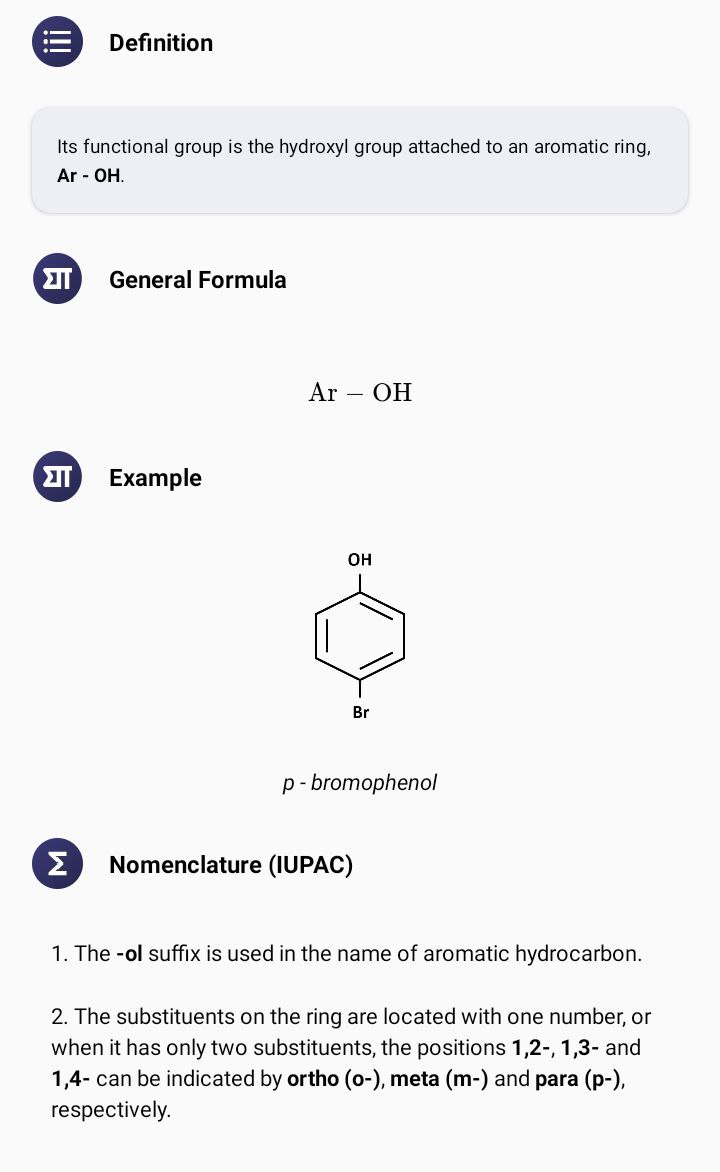 Definition
Its functional group is the hydroxyl group attached to an aromatic ring,
Ar - OH.
General Formula
Ar − OH
Example
OH
Br
p - bromophenol
Σ
Nomenclature (IUPAC)
1. The -ol suffix is used in the name of aromatic hydrocarbon.
2. The substituents on the ring are located with one number, or
when it has only two substituents, the positions 1,2-, 1,3- and
1,4- can be indicated by ortho (o-), meta (m-) and para (p-),
respectively.